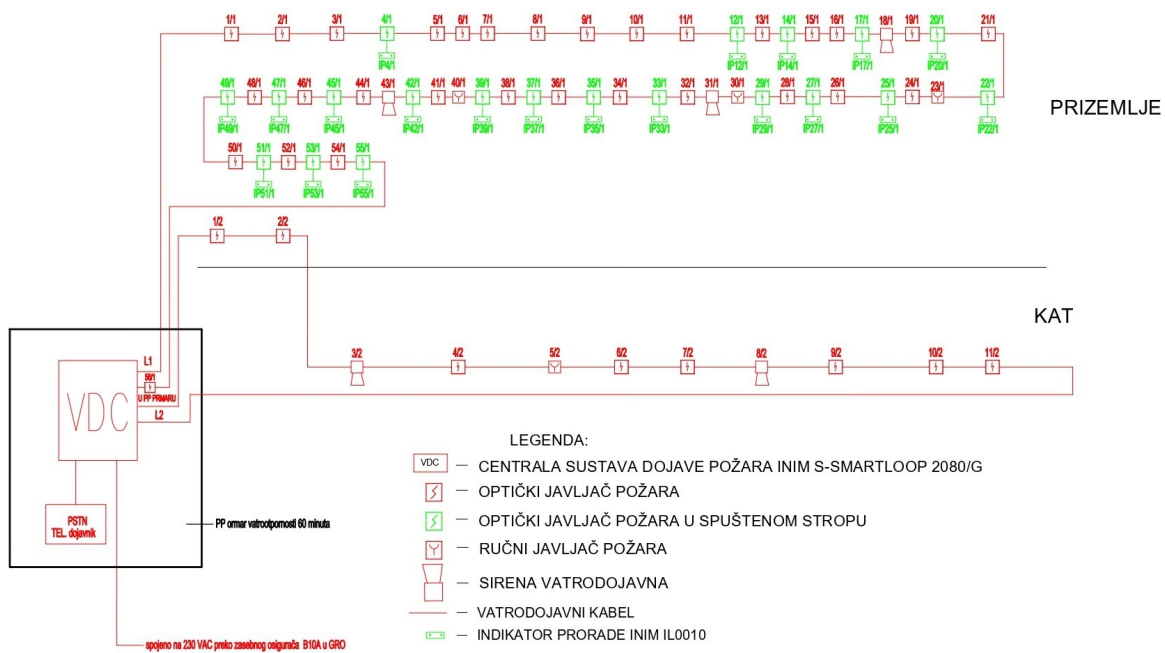 1/1 2/1 3/1 4/1 5/1 6/1 7/1 8/1 9/1 10/1 11/1 12/1 13/1 14/1 15/1 16/1 17/1 18/1 19/1 20/1 21/1
IP4/1 IP12/1 IP14/1 IP17/1 IP20/1
49/1 48/1 47/1 46/1 45/1 44/1 43/1 42/1 41/1 40/1 39/1 38/1 37/1 36/1 35/1 34/1 33/1 32/1 31/1 30/1 29/1 28/1 27/1 26/1 25/1 24/1 23/1 22/1
PRIZEMLJE
IP49/1 IP47/1 IP45/1 IP42/1 IP39/1 IP37/1 IP35/1 IP33/1 IP29/1 IP27/1 IP25/1 IP22/1
50/1 51/1 52/1 53/1 54/1 55/1
IP51/1 IP53/1 IP55/1
1/2 2/2
KAT
3/2 4/2 5/2 6/2 7/2 8/2 9/2 10/2 11/2
L1
56/1
U PP PRMARU
VDC
L2
PSTN
TEL. dojavnik
PP ormar vatrootpornosti 60 minuta
spojeno na 230 VAC preko zasebnog osigurača B10A u GRO
LEGENDA:
VDC — CENTRALA SUSTAVA DOJAVE POŽARA INIM S-SMARTLOOP 2080/G
— OPTIČKI JAVLJAČ POŽARA
— OPTIČKI JAVLJAČ POŽARA U SPUŠTENOM STROPU
— RUČNI JAVLJAČ POŽARA
— SIRENA VATRODOJAVNA
— VATRODOJAVNI KABEL
— INDIKATOR PRORADE INIM IL0010